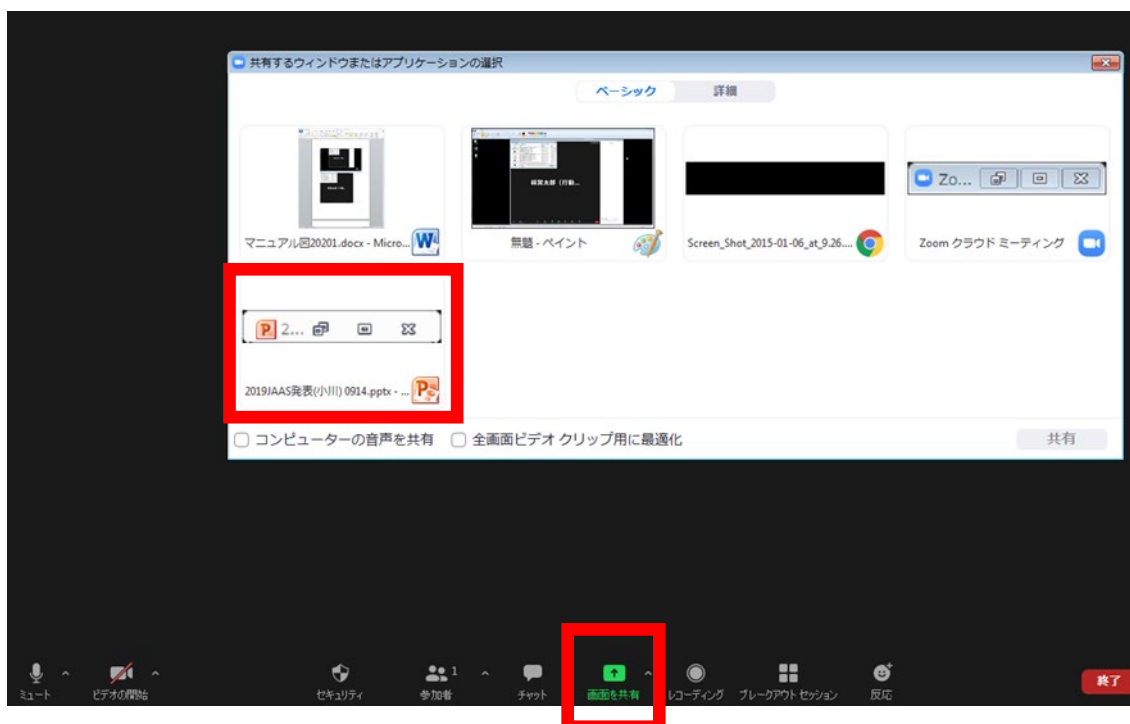 共有するウィンドウまたはアプリケーションの選択
ベーシック 詳細
Zo...
マニュアル図20201.docx - Micro...
無題 - ペイント
Screen_Shot_2015-01-06_at_9.26....
Zoom クラウド ミーティング
2...
2019JAAS発表(小川) 0914.pptx - ...
コンピューターの音声を共有 全画面ビデオ クリップ用に最適化 共有
1
ミュート ビデオの開始 セキュリティ 参加者 チャット 画面を共有 レコーディング ブレークアウト セッション 反応 終了